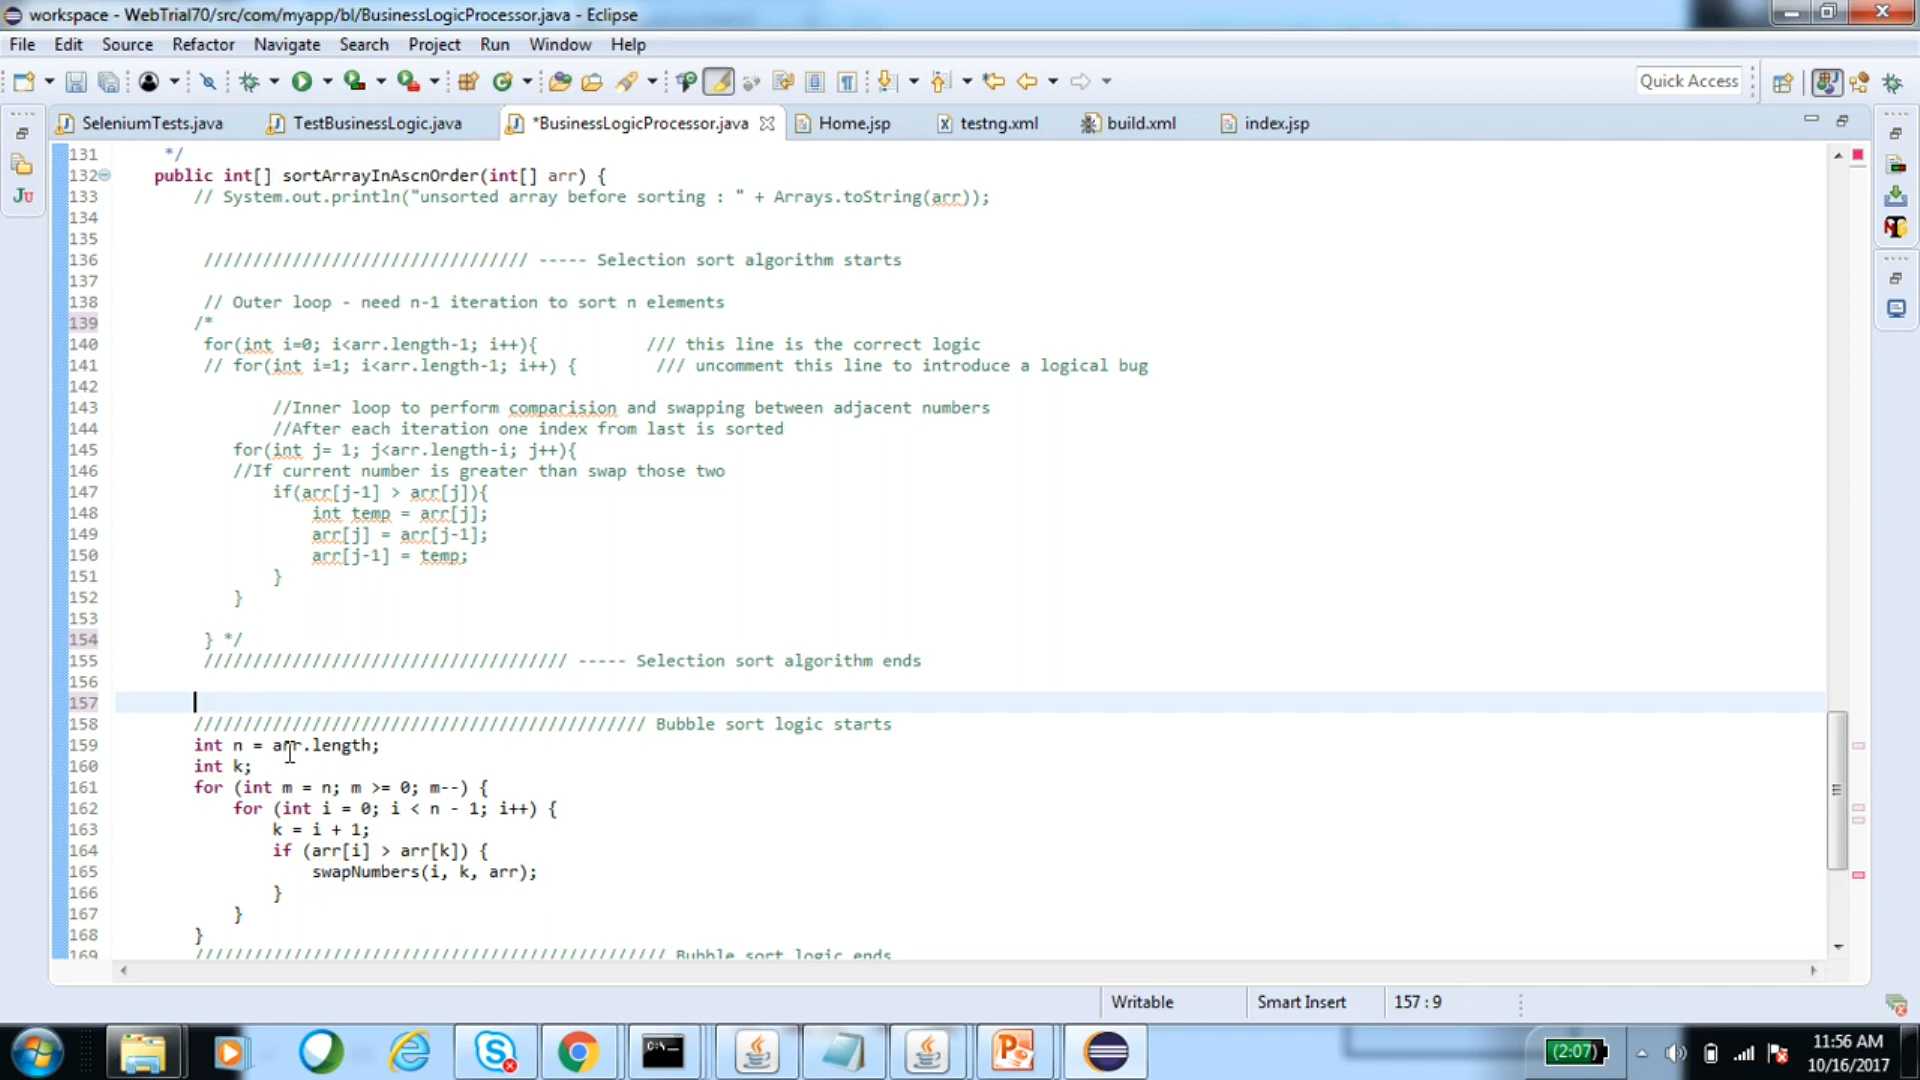 workspace - WebTrial70/src/com/myapp/bl/BusinessLogicProcessor.java - Eclipse
File Edit Source Refactor Navigate Search Project Run Window Help
Quick Access
SeleniumTests.java TestBusinessLogic.java *BusinessLogicProcessor.java Home.jsp testng.xml build.xml index.jsp
131 */
132 public int[] sortArrayInAscnOrder(int[] arr) {
133 // System.out.println("unsorted array before sorting : " + Arrays.toString(arr));
134
135
136 ///////////////////////////////// ----- Selection sort algorithm starts
137
138 // Outer loop - need n-1 iteration to sort n elements
139 /*
140 for(int i=0; i<arr.length-1; i++){ /// this line is the correct logic
141 // for(int i=1; i<arr.length-1; i++) { /// uncomment this line to introduce a logical bug
142
143 //Inner loop to perform comparision and swapping between adjacent numbers
144 //After each iteration one index from last is sorted
145 for(int j= 1; j<arr.length-i; j++){
146 //If current number is greater than swap those two
147 if(arr[j-1] > arr[j]){
148 int temp = arr[j];
149 arr[j] = arr[j-1];
150 arr[j-1] = temp;
151 }
152 }
153
154 } */
155 ///////////////////////////////////// ----- Selection sort algorithm ends
156
157
158 ////////////////////////////////////////////// Bubble sort logic starts
159 int n = arr.length;
160 int k;
161 for (int m = n; m >= 0; m--) {
162 for (int i = 0; i < n - 1; i++) {
163 k = i + 1;
164 if (arr[i] > arr[k]) {
165 swapNumbers(i, k, arr);
166 }
167 }
168 }
169 //////////////////////////////////////////////// Bubble sort logic ends
Writable Smart Insert 157 : 9
(2:07)
11:56 AM
10/16/2017